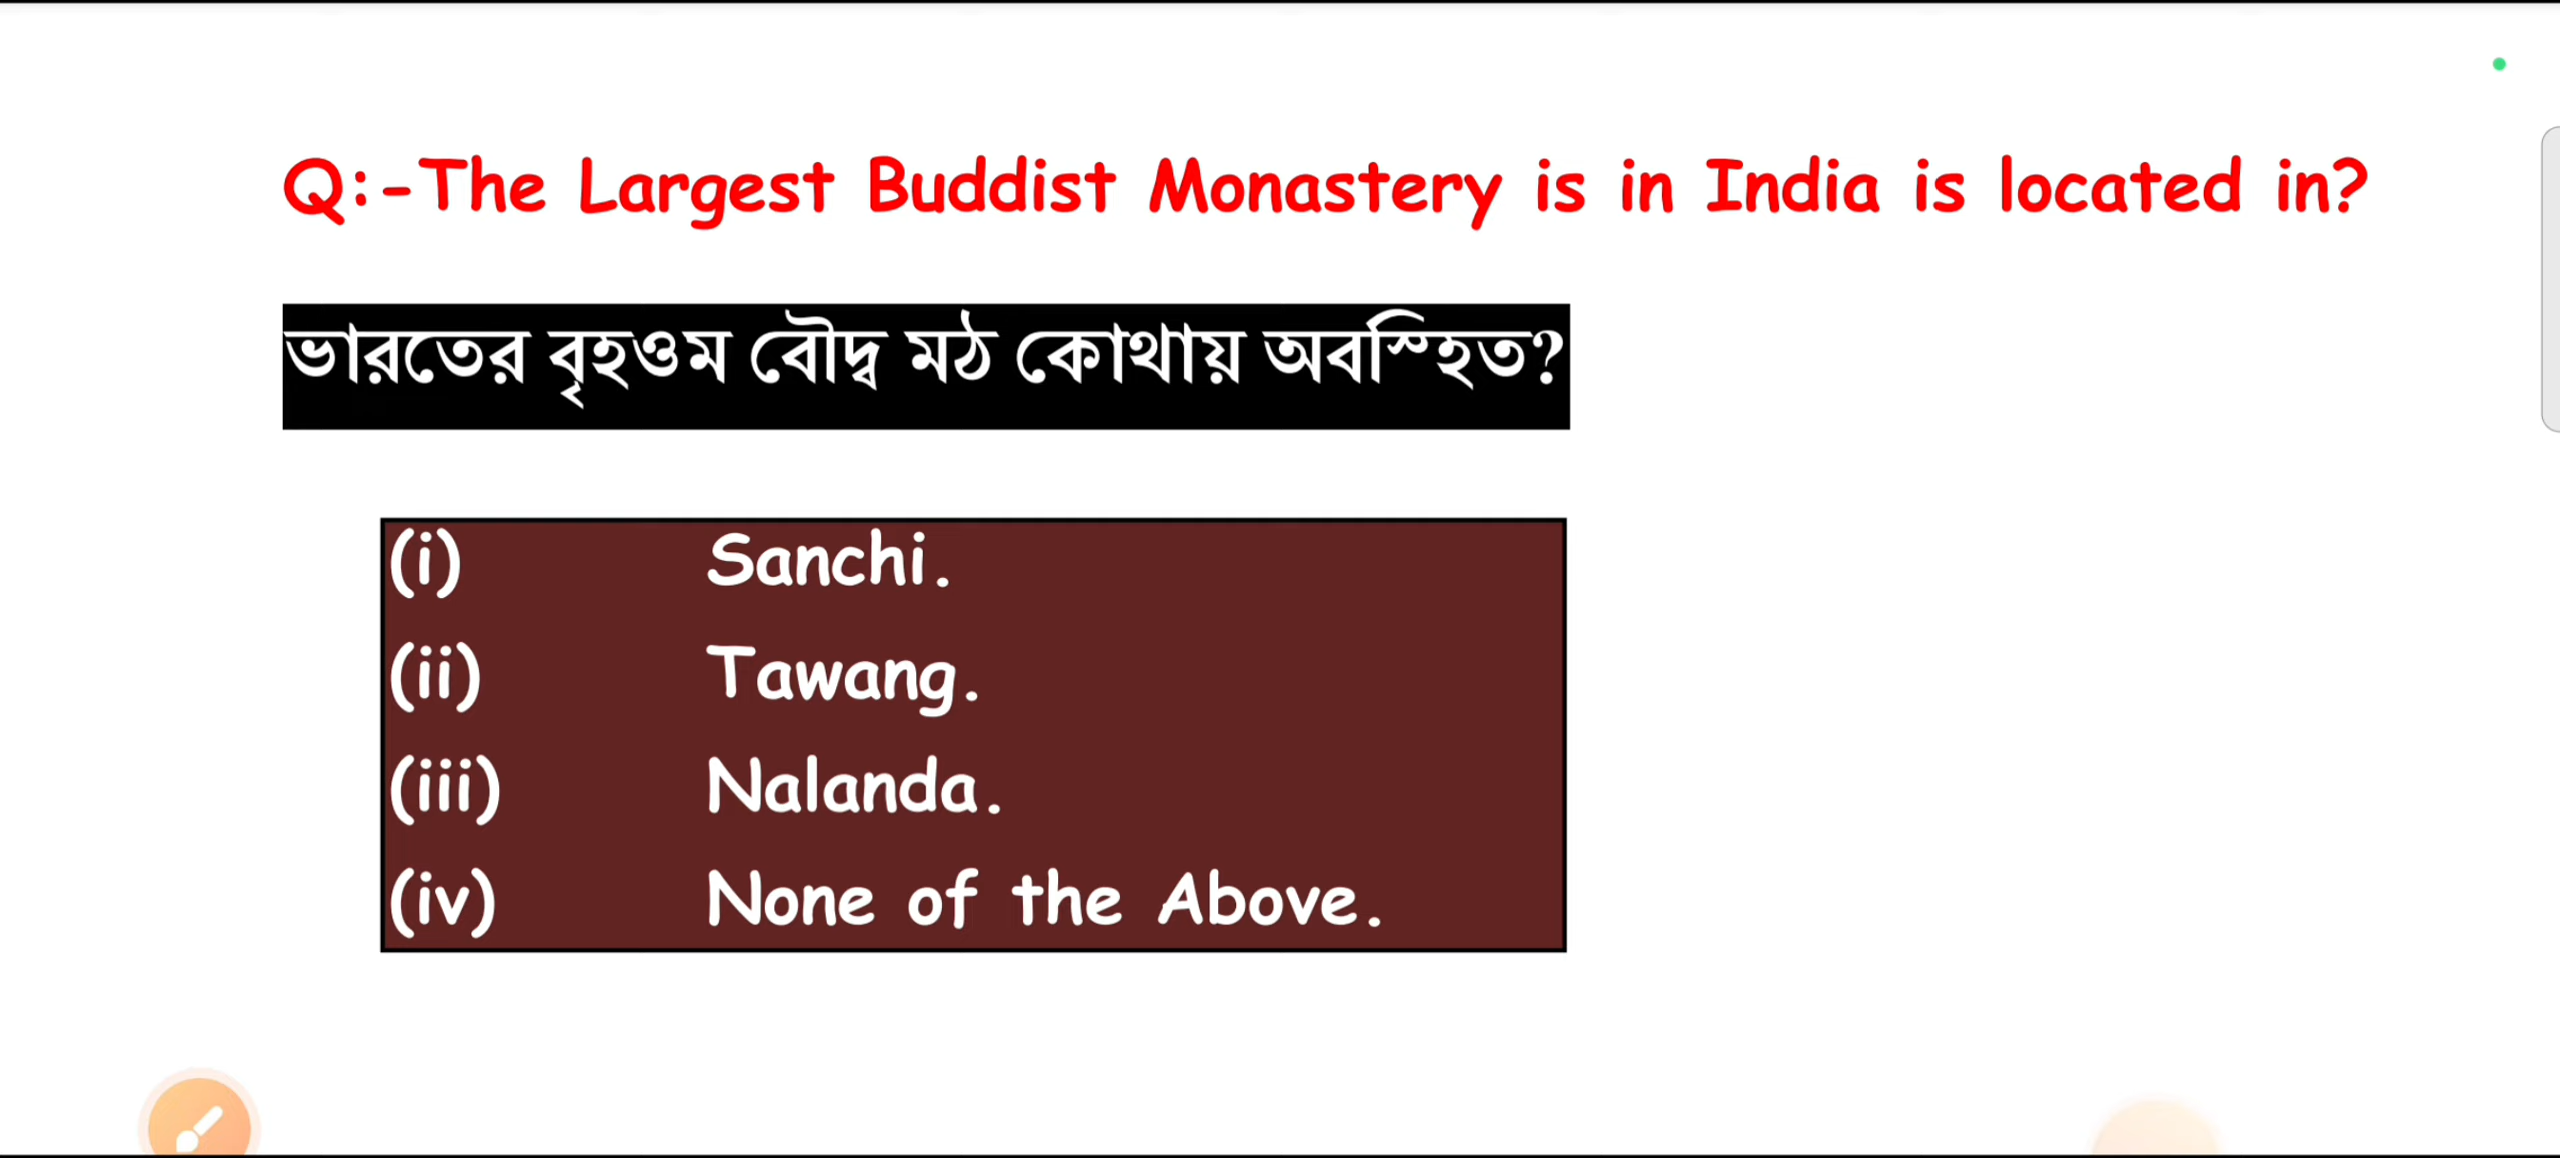 Q:-The Largest Buddist Monastery is in India is located in?
ভারতের বৃহওম বৌদ্ব মঠ কোথায় অবস্হিত?
(i) Sanchi.
(ii) Tawang.
(iii) Nalanda.
(iv) None of the Above.